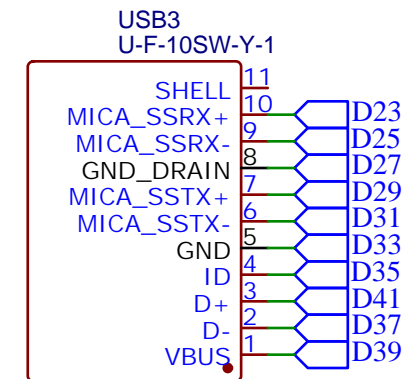 USB3
U-F-10SW-Y-1
SHELL 11
MICA_SSRX+ 10 D23
MICA_SSRX- 9 D25
GND_DRAIN 8 D27
MICA_SSTX+ 7 D29
MICA_SSTX- 6 D31
GND 5 D33
ID 4 D35
D+ 3 D41
D- 2 D37
VBUS 1 D39